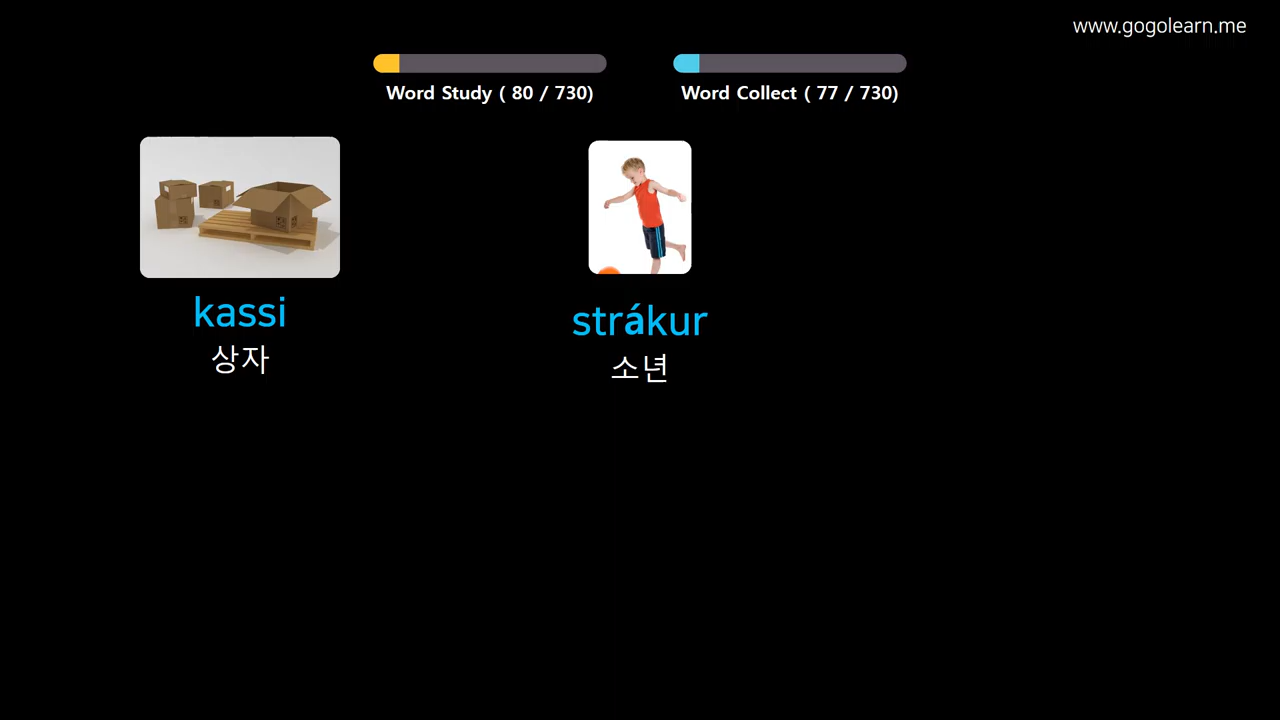 www.gogolearn.me
Word Study ( 80 / 730)
Word Collect ( 77 / 730)
kassi
상자
strákur
소년